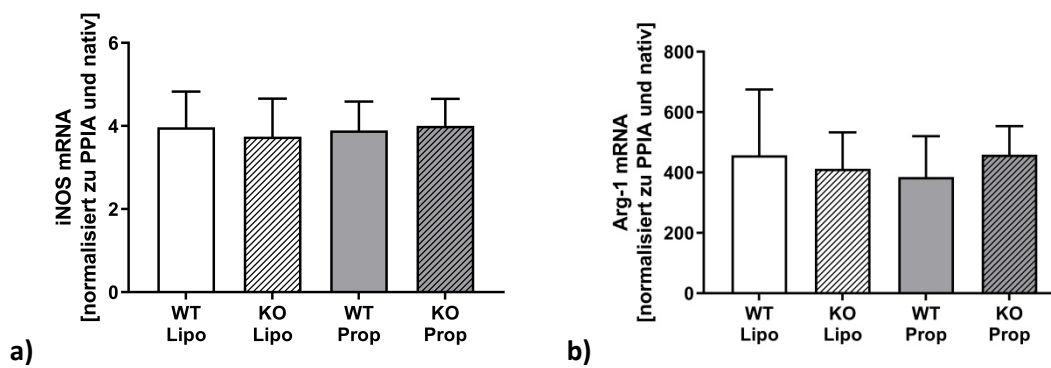 iNOS mRNA
[normalisiert zu PPIA und nativ]
6
4
2
0
WT
Lipo
KO
Lipo
WT
Prop
KO
Prop
a)
Arg-1 mRNA
[normalisiert zu PPIA und nativ]
800
600
400
200
0
WT
Lipo
KO
Lipo
WT
Prop
KO
Prop
b)